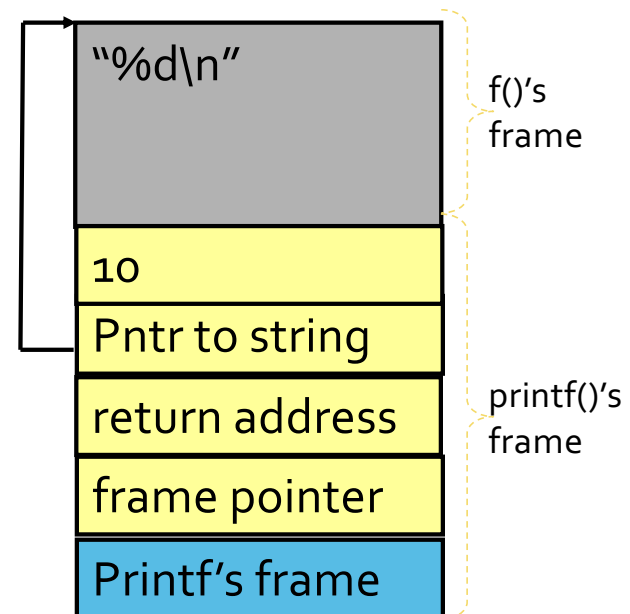 “%d\n”
f()’s
frame
10
Pntr to string
return address
printf()’s
frame
frame pointer
Printf’s frame